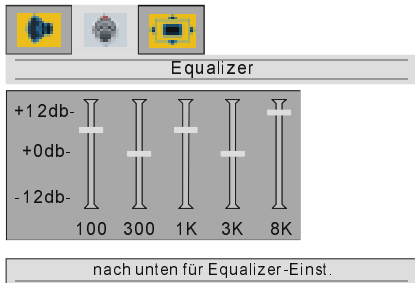 Equalizer
+12db-
+0db-
-12db-
100 300 1K 3K 8K
nach unten für Equalizer-Einst.